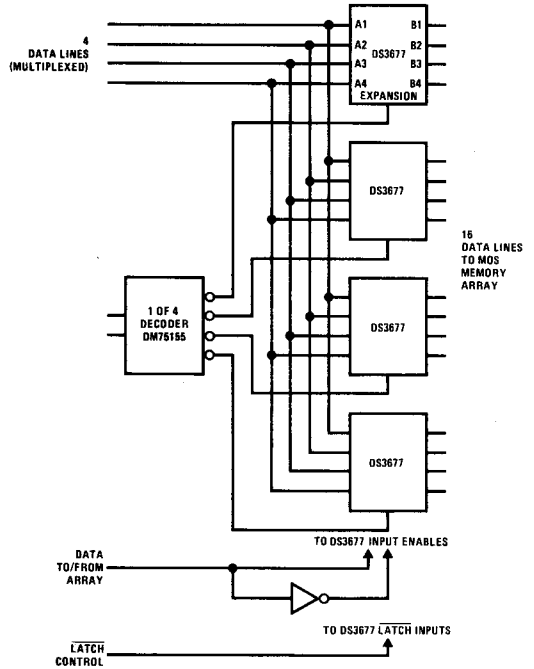 4
DATA LINES
(MULTIPLEXED)
A1 B1
A2 B2
DS3677
A3 B3
A4 B4
EXPANSION
DS3677
16
DATA LINES
TO MOS
MEMORY
ARRAY
1 OF 4
DECODER
DM75155
DS3677
DS3677
TO DS3677 INPUT ENABLES
DATA
TO/FROM
ARRAY
TO DS3677 LATCH INPUTS
LATCH
CONTROL